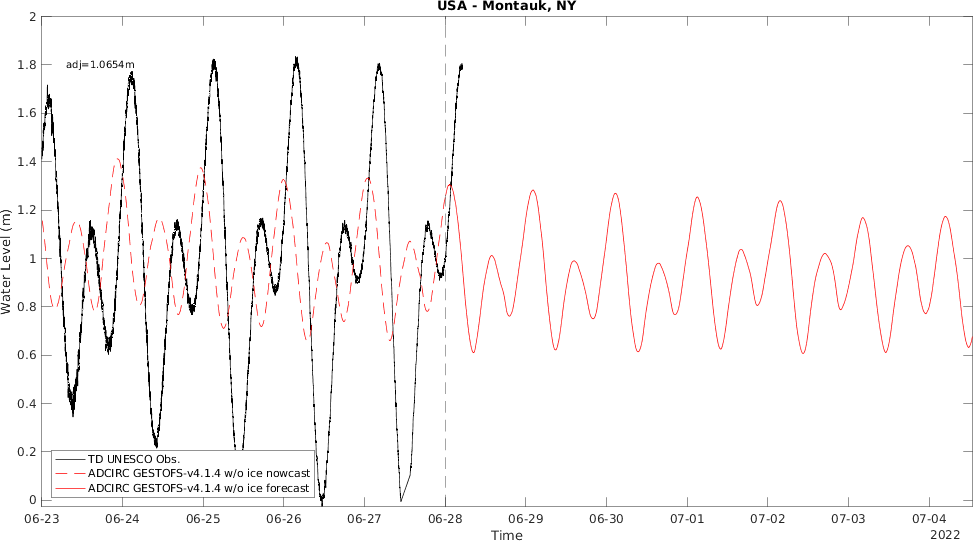 USA - Montauk, NY
2
1.8
1.6
1.4
1.2
1
0.8
0.6
0.4
0.2
0
Water Level (m)
adj=1.0654m
TD UNESCO Obs.
ADCIRC GESTOFS-v4.1.4 w/o ice nowcast
ADCIRC GESTOFS-v4.1.4 w/o ice forecast
06-23 06-24 06-25 06-26 06-27 06-28 06-29 06-30 07-01 07-02 07-03 07-04
Time
2022